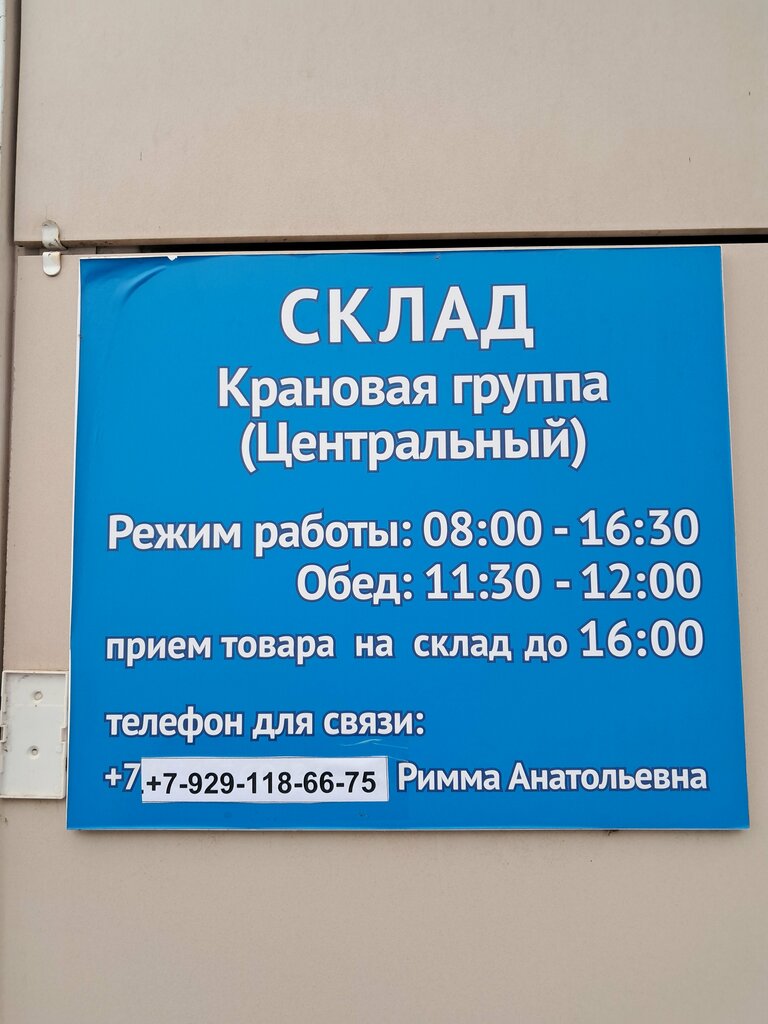 СКЛАД
Крановая группа
(Центральный)
Режим работы: 08:00 - 16:30
Обед: 11:30 - 12:00
прием товара на склад до 16:00
телефон для связи:
+7 +7-929-118-66-75 Римма Анатольевна